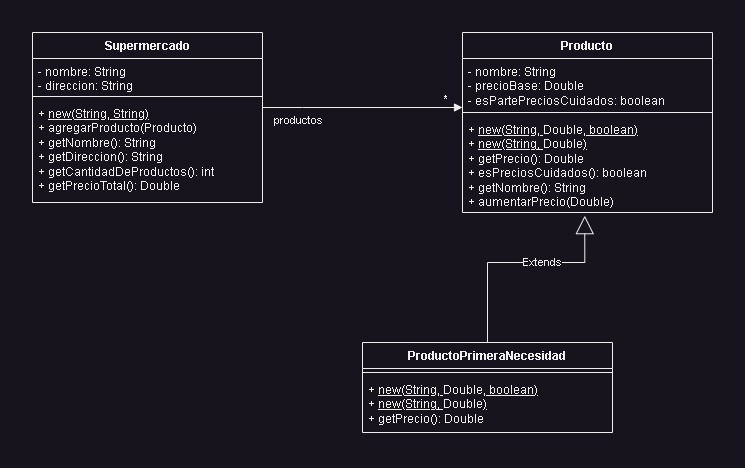 Supermercado
- nombre: String
- direccion: String
+ new(String, String)
+ agregarProducto(Producto)
+ getNombre(): String
+ getDireccion(): String
+ getCantidadDeProductos(): int
+ getPrecioTotal(): Double
*
productos
Producto
- nombre: String
- precioBase: Double
- esPartePreciosCuidados: boolean
+ new(String, Double, boolean)
+ new(String, Double)
+ getPrecio(): Double
+ esPreciosCuidados(): boolean
+ getNombre(): String
+ aumentarPrecio(Double)
Extends
ProductoPrimeraNecesidad
+ new(String, Double, boolean)
+ new(String, Double)
+ getPrecio(): Double